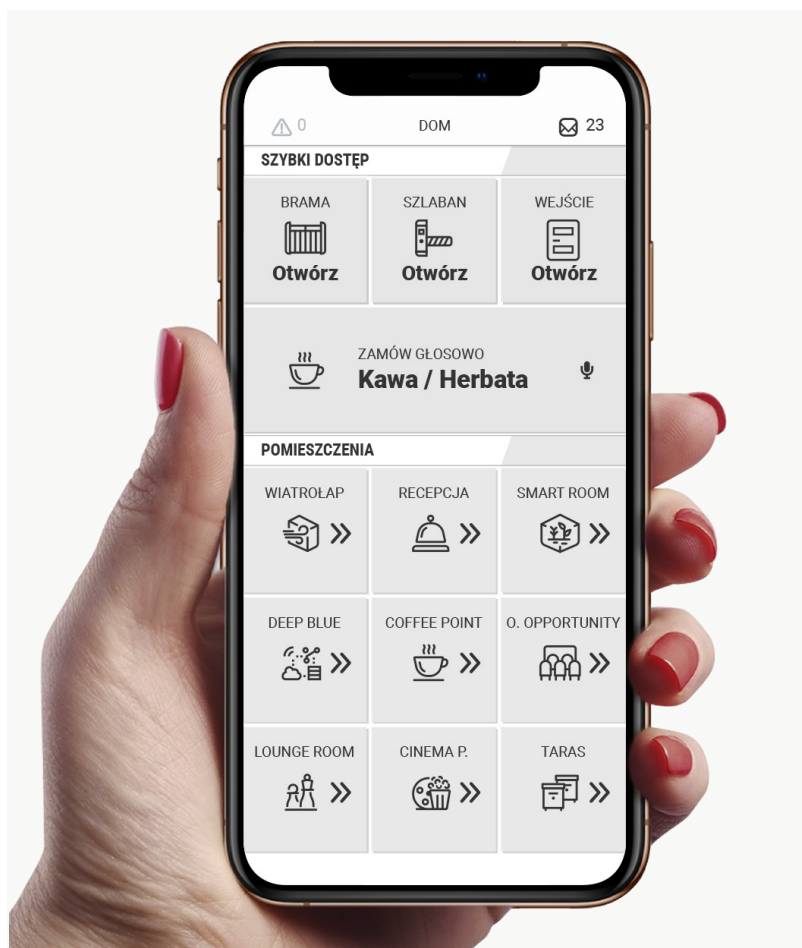 0
DOM
23
SZYBKI DOSTĘP
BRAMA
Otwórz
SZLABAN
Otwórz
WEJŚCIE
Otwórz
ZAMÓW GŁOSOWO
Kawa / Herbata
POMIESZCZENIA
WIATROŁAP
RECEPCJA
SMART ROOM
DEEP BLUE
COFFEE POINT
O. OPPORTUNITY
LOUNGE ROOM
CINEMA P.
TARAS